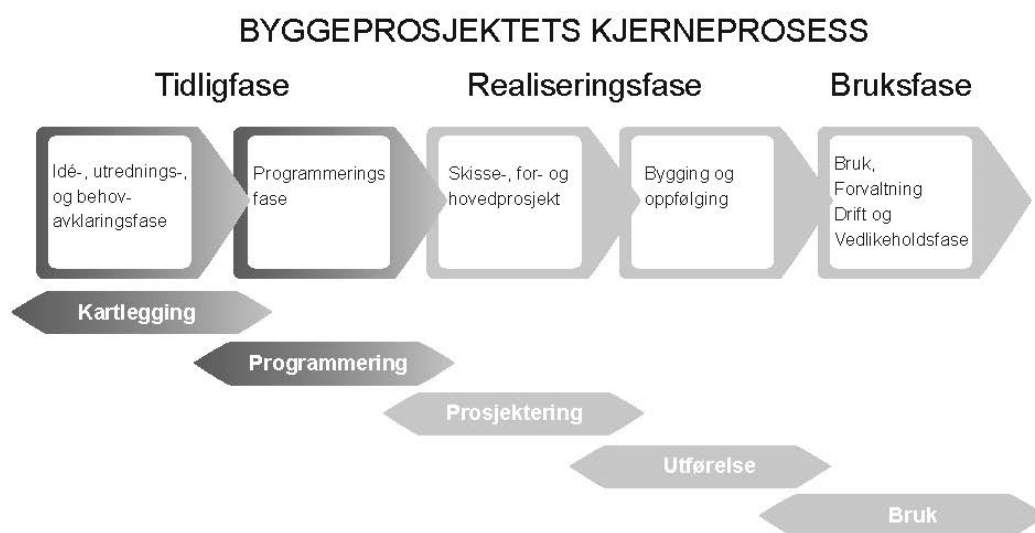 BYGGEPROSJEKTETS KJERNEPROSESS
Tidligfase
Realiseringsfase
Bruksfase
Idé-, utrednings-,
og behov-
avklaringsfase
Programmerings
fase
Skisse-, for- og
hovedprosjekt
Bygging og
oppfølging
Bruk,
Forvaltning
Drift og
Vedlikeholdsfase
Kartlegging
Programmering
Prosjektering
Utførelse
Bruk